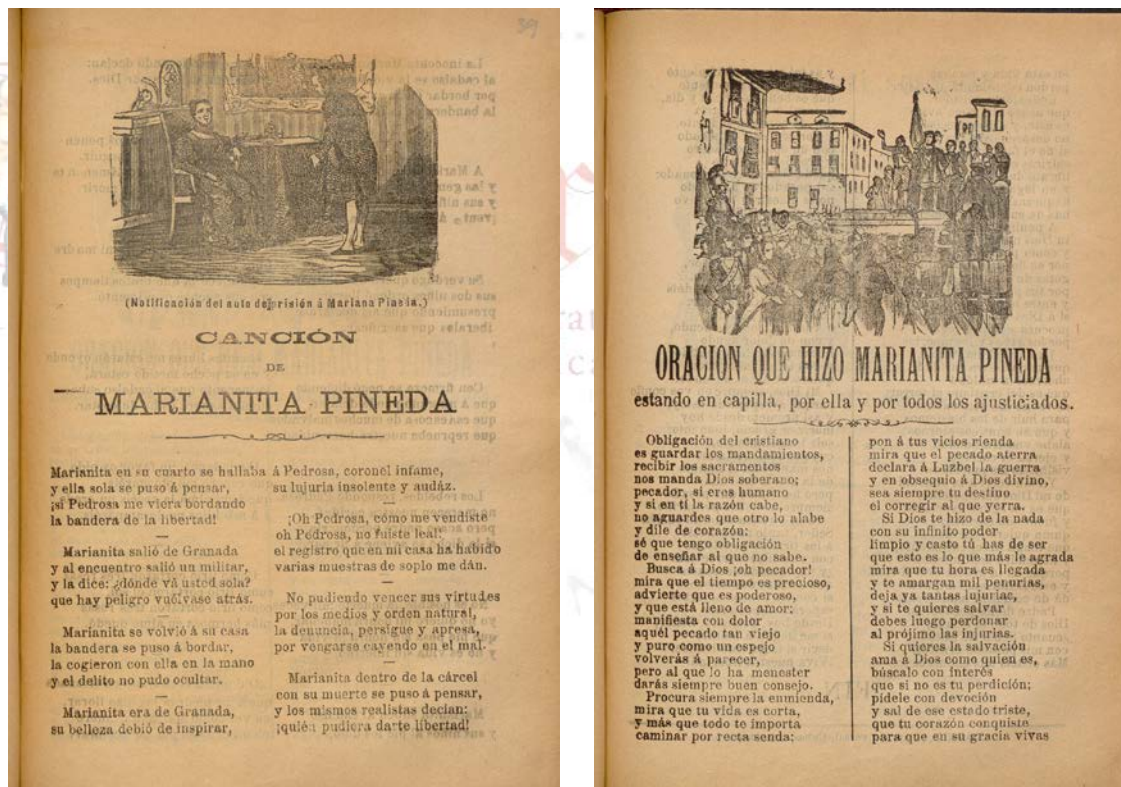 39
(Notificación del auto de prisión á Mariana Pineda.)
CANCIÓN
DE
MARIANITA PINEDA
Marianita en su cuarto se hallaba
y ella sola se puso á pensar,
¡si Pedrosa me viera bordando
la bandera de la libertad!
Marianita salió de Granada
y al encuentro salió un militar,
y la dice: ¿dónde vá usted sola?
que hay peligro vuélvase atrás.
Marianita se volvió á su casa
la bandera se puso á bordar,
la cogieron con ella en la mano
y el delito no pudo ocultar.
Marianita era de Granada,
su belleza debió de inspirar,
á Pedrosa, coronel infame,
su lujuria insolente y audáz.
¡Oh Pedrosa, cómo me vendiste
oh Pedrosa, no fuiste leal:
el registro que en mi casa ha habido
varias muestras de soplo me dán.
No pudiendo vencer sus virtudes
por los medios y orden natural,
la denuncia, persigue y apresa,
por vengarse cayendo en el mal.
Marianita dentro de la cárcel
con su muerte se puso á pensar,
y los mismos realistas decian:
¡quién pudiera darte libertad!
ORACION QUE HIZO MARIANITA PINEDA
estando en capilla, por ella y por todos los ajusticiados.
Obligación del cristiano
es guardar los mandamientos,
recibir los sacramentos
nos manda Dios soberano;
pecador, si eres humano
y si en ti la razón cabe,
no aguardes que otro lo alabe
y dile de corazón:
sé que tengo obligación
de enseñar al que no sabe.
Busca á Dios ¡oh pecador!
mira que el tiempo es precioso,
advierte que es poderoso,
y que está lleno de amor;
manifiesta con dolor
aquél pecado tan viejo
y puro como un espejo
volverás á parecer,
pero al que lo ha menester
darás siempre buen consejo.
Procura siempre la enmienda,
mira que tu vida es corta,
y más que todo te importa
caminar por recta senda;
pon á tus vicios rienda
mira que el pecado aterra
declara á Luzbel la guerra
y en obsequio á Dios divino,
sea siempre tu destino
el corregir al que yerra.
Si Dios te hizo de la nada
con su infinito poder
limpio y casto tú has de ser
que esto es lo que más le agrada
mira que tu hora es llegada
y te amargan mil penurias,
deja ya tantas lujurias,
y si te quieres salvar
debes luego perdonar
al prójimo las injurias.
Si quieres la salvación
ama á Dios como quien es,
búscalo con interés
que si no es tu perdición;
pídele con devoción
y sal de ese estado triste,
que tu corazón conquiste
para que en su gracia vivas